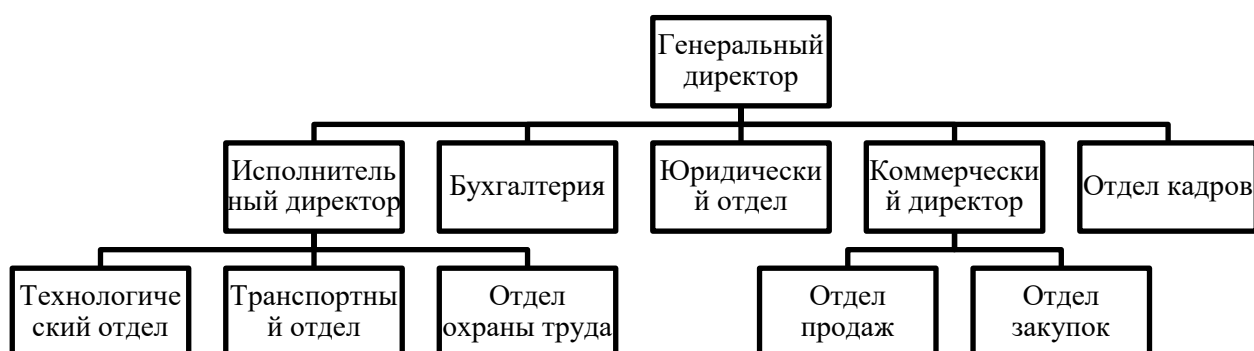 Генеральный
директор
Исполнитель
ный директор
Бухгалтерия
Юридически
й отдел
Коммерчески
й директор
Отдел кадров
Технологиче
ский отдел
Транспортны
й отдел
Отдел
охраны труда
Отдел
продаж
Отдел
закупок